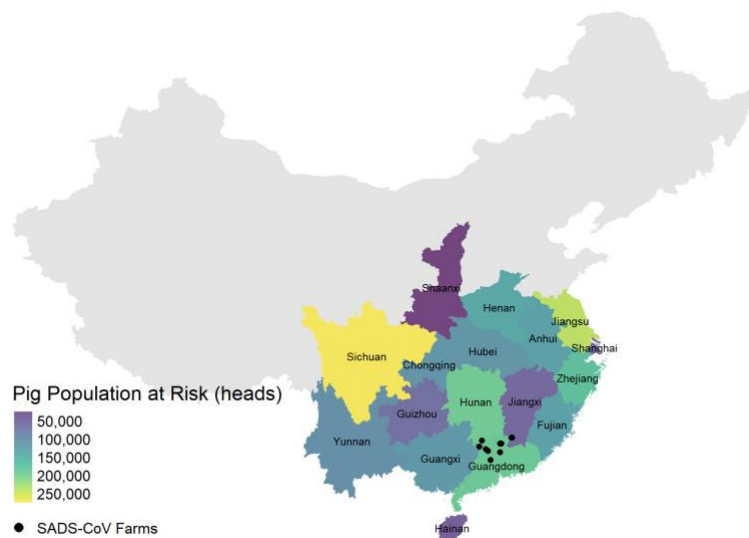 Shaanxi
Henan
Jiangsu
Anhui
Shanghai
Sichuan
Hubei
Chongqing
Zhejiang
Pig Population at Risk (heads)
Hunan
Jiangxi
Guizhou
50,000
Fujian
100,000
Yunnan
150,000
Guangxi
Guangdong
200,000
250,000
SADS-CoV Farms
Hainan